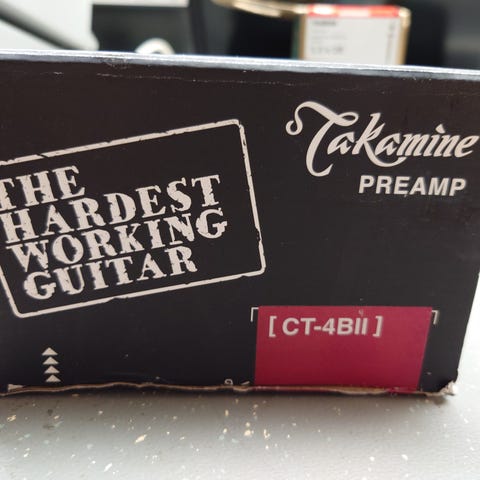 Takamine
PREAMP
THE
HARDEST
WORKING
GUITAR
[ CT-4BII ]